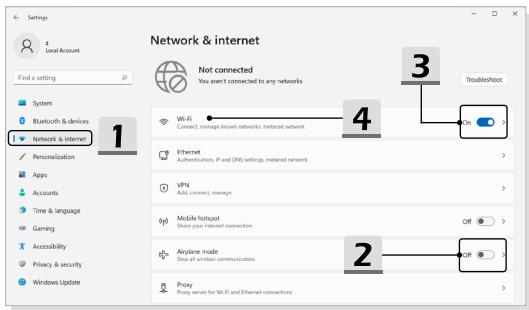 Settings
z
Local Account
Find a setting
System
Bluetooth & devices
Network & internet
1
Personalization
Apps
Accounts
Time & language
Gaming
Accessibility
Privacy & security
Windows Update
Network & internet
Not connected
You aren't connected to any networks
3
Troubleshoot
Wi-Fi
Connect, manage known networks, metered network
4
On
Ethernet
Authentication, IP and DNS settings, metered network
VPN
Add, connect, manage
Mobile hotspot
Share your internet connection
Off
Airplane mode
Stop all wireless communication
2
Off
Proxy
Proxy server for Wi-Fi and Ethernet connections